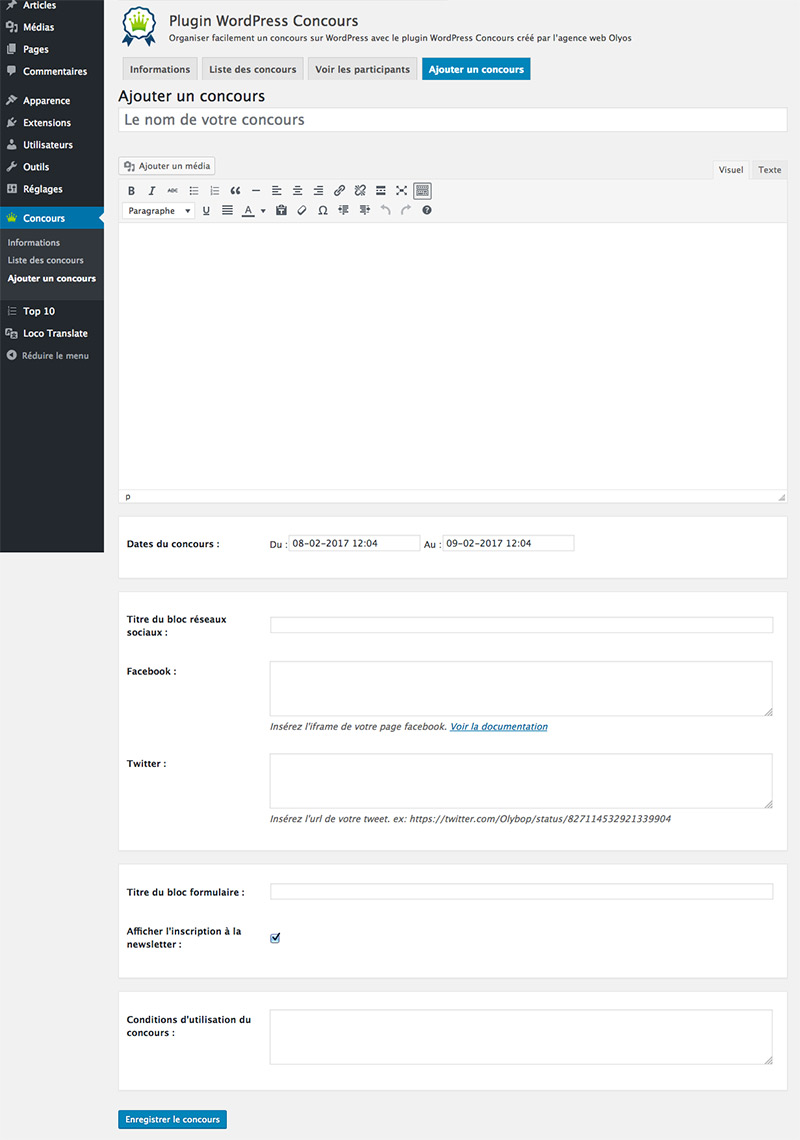 Articles
Médias
Pages
Commentaires
Apparence
Extensions
Utilisateurs
Outils
Réglages
Concours
Informations
Liste des concours
Ajouter un concours
Top 10
Loco Translate
Réduire le menu
Plugin WordPress Concours
Organiser facilement un concours sur WordPress avec le plugin WordPress Concours créé par l'agence web Olyos
Informations Liste des concours Voir les participants Ajouter un concours
Ajouter un concours
Le nom de votre concours
Ajouter un média
Visuel Texte
B I ABC
Paragraphe U A Ω
p
Dates du concours : Du : 08-02-2017 12:04 Au : 09-02-2017 12:04
Titre du bloc réseaux
sociaux :
Facebook :
Insérez l'iframe de votre page facebook. Voir la documentation
Twitter :
Insérez l'url de votre tweet. ex: https://twitter.com/Olybop/status/827114532921339904
Titre du bloc formulaire :
Afficher l'inscription à la
newsletter :
Conditions d'utilisation du
concours :
Enregistrer le concours